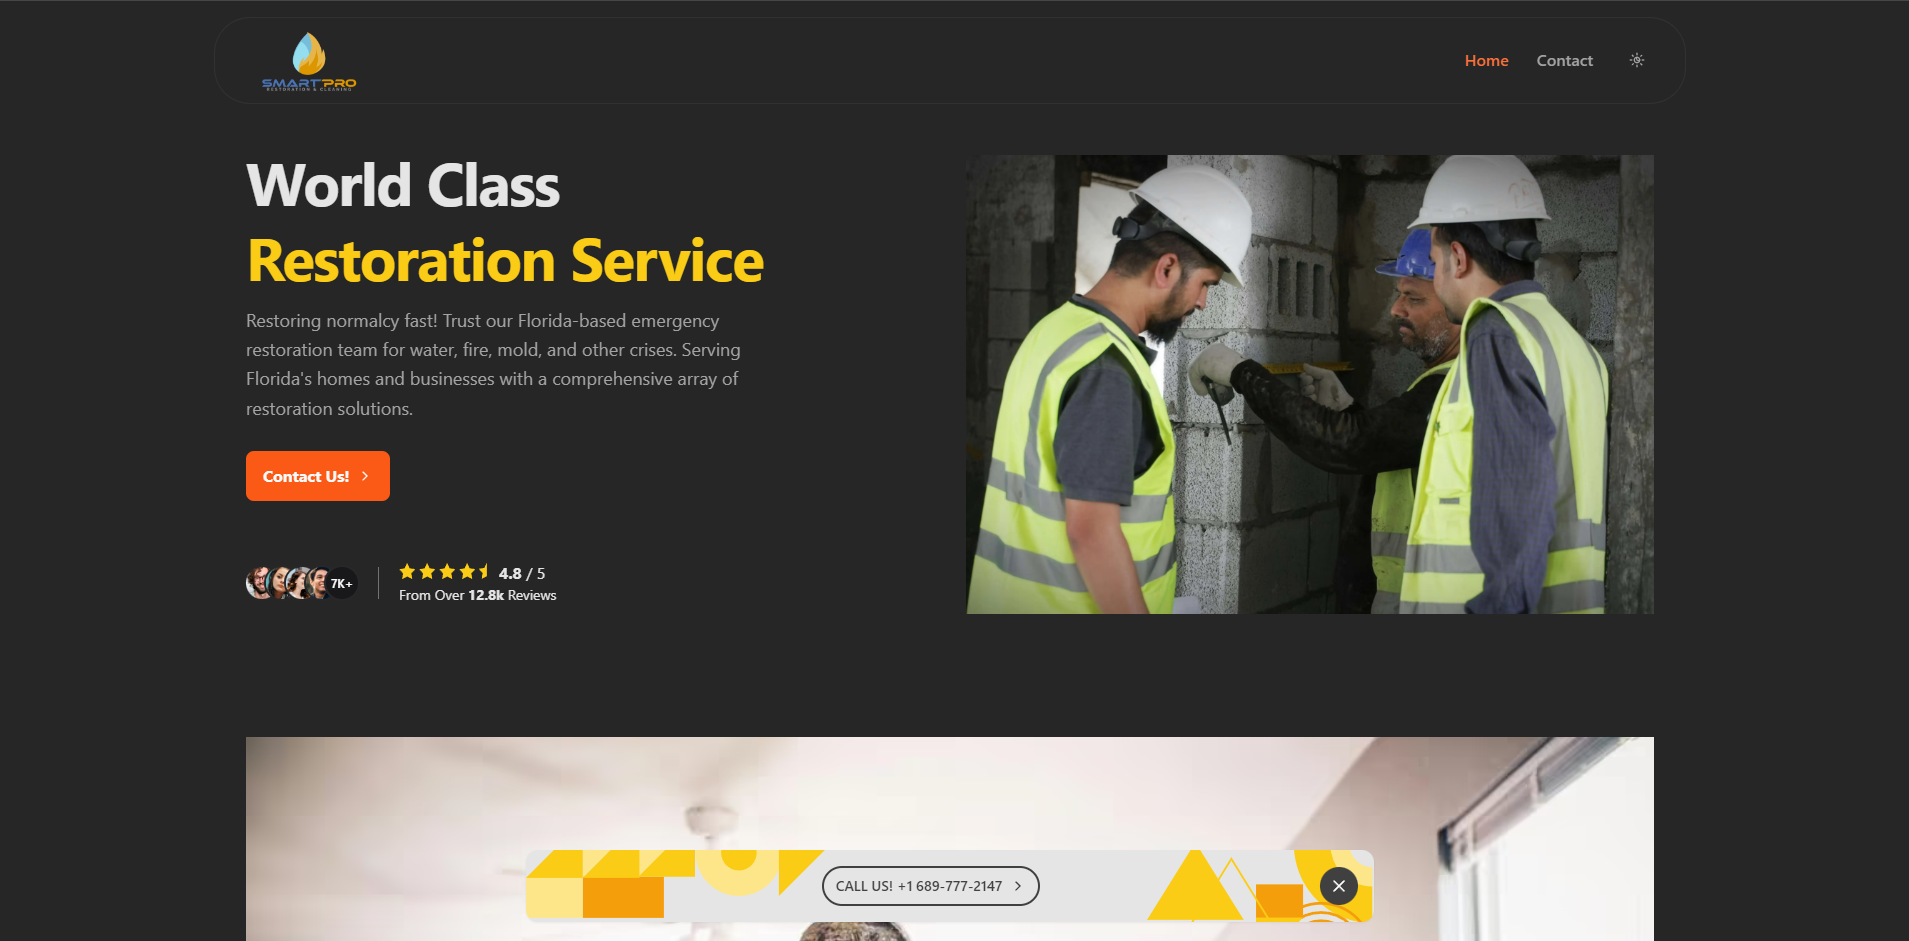 SMART PRO
RESTORATION & CLEANING
Home
Contact
World Class
Restoration Service
Restoring normalcy fast! Trust our Florida-based emergency
restoration team for water, fire, mold, and other crises. Serving
Florida's homes and businesses with a comprehensive array of
restoration solutions.
Contact Us!
7K+
4.8 / 5
From Over 12.8k Reviews
CALL US! +1 689-777-2147